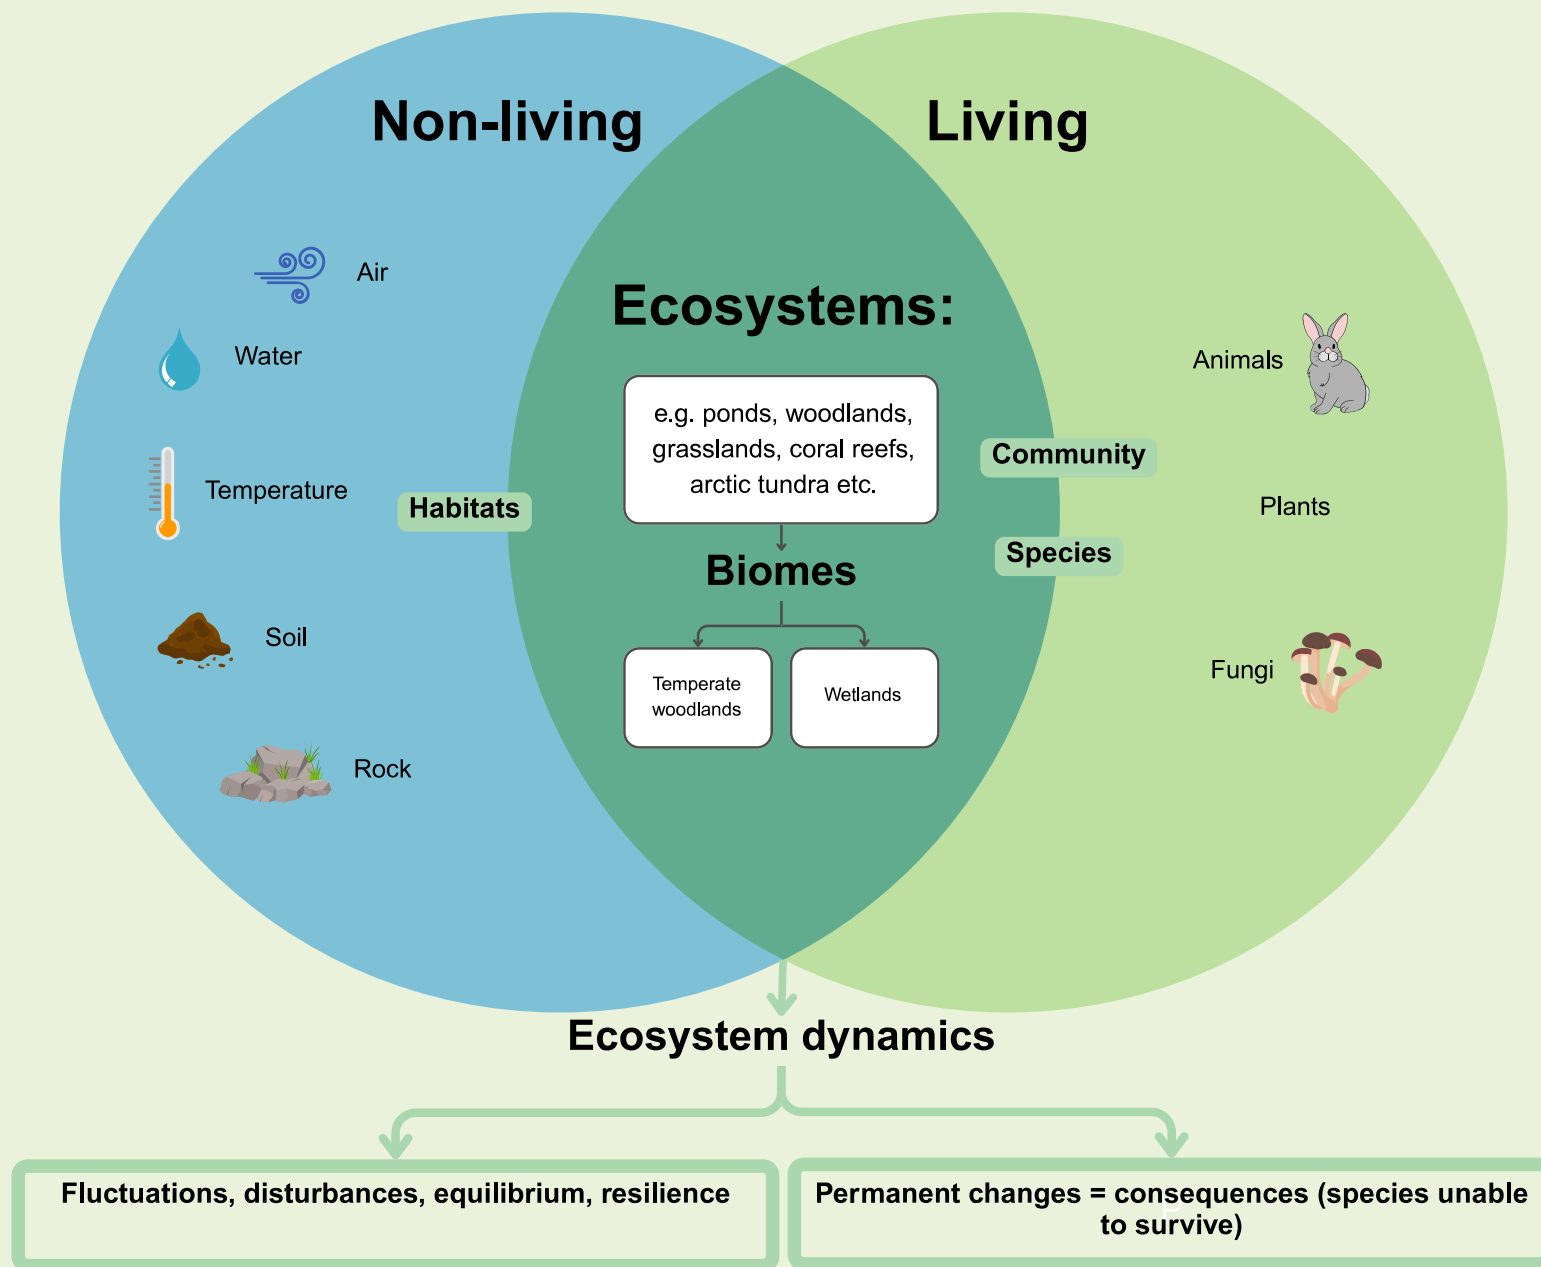 Non-living
Living
Air
Water
Temperature
Soil
Rock
Habitats
Ecosystems:
e.g. ponds, woodlands,
grasslands, coral reefs,
arctic tundra etc.
Biomes
Temperate
woodlands
Wetlands
Community
Species
Animals
Plants
Fungi
Ecosystem dynamics
Fluctuations, disturbances, equilibrium, resilience
Permanent changes = consequences (species unable
to survive)
P